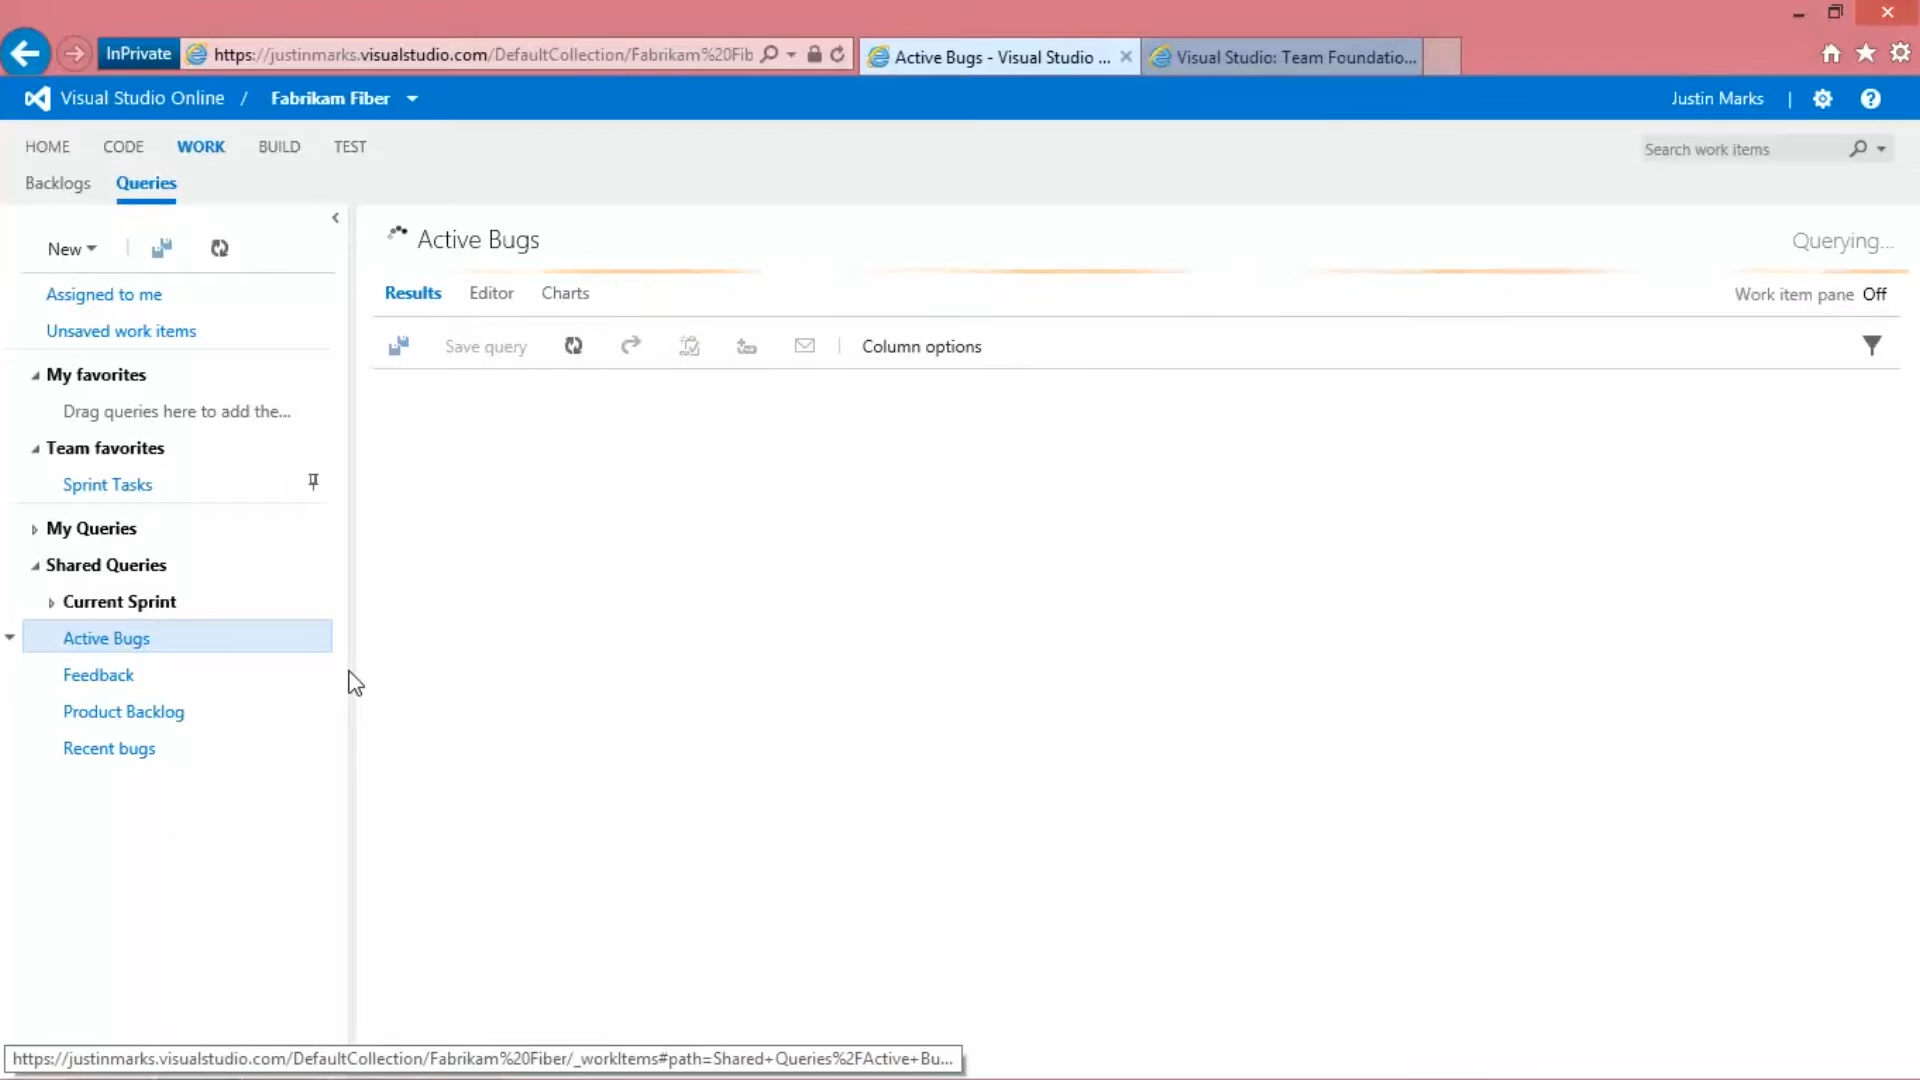 InPrivate https://justinmarks.visualstudio.com/DefaultCollection/Fabrikam%20Fib Active Bugs - Visual Studio ... Visual Studio: Team Foundatio...
Visual Studio Online / Fabrikam Fiber Justin Marks |
HOME CODE WORK BUILD TEST Search work items
Backlogs Queries
Active Bugs Querying...
New
Assigned to me Results Editor Charts Work item pane Off
Unsaved work items
Save query Column options
My favorites
Drag queries here to add the...
Team favorites
Sprint Tasks
My Queries
Shared Queries
Current Sprint
Active Bugs
Feedback
Product Backlog
Recent bugs
https://justinmarks.visualstudio.com/DefaultCollection/Fabrikam%20Fiber/_workItems#path=Shared+Queries%2FActive+Bu...